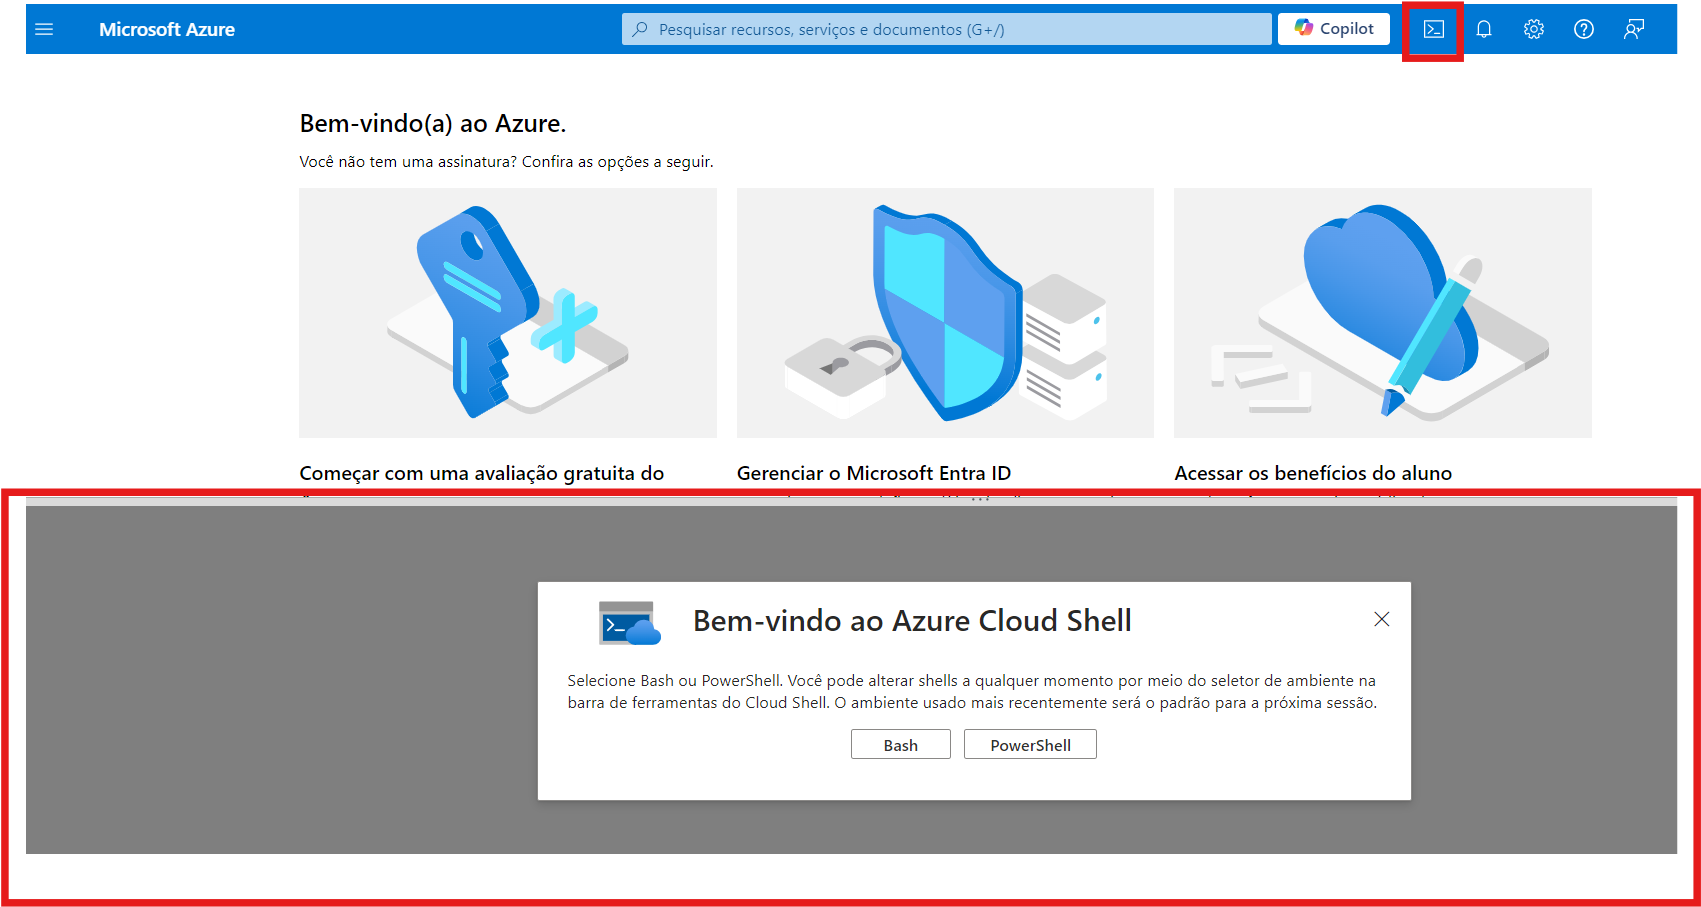 Microsoft Azure
Pesquisar recursos, serviços e documentos (G+/)
Copilot
Bem-vindo(a) ao Azure.
Você não tem uma assinatura? Confira as opções a seguir.
Começar com uma avaliação gratuita do
Gerenciar o Microsoft Entra ID
Acessar os benefícios do aluno
Bem-vindo ao Azure Cloud Shell
Selecione Bash ou PowerShell. Você pode alterar shells a qualquer momento por meio do seletor de ambiente na
barra de ferramentas do Cloud Shell. O ambiente usado mais recentemente será o padrão para a próxima sessão.
Bash
PowerShell